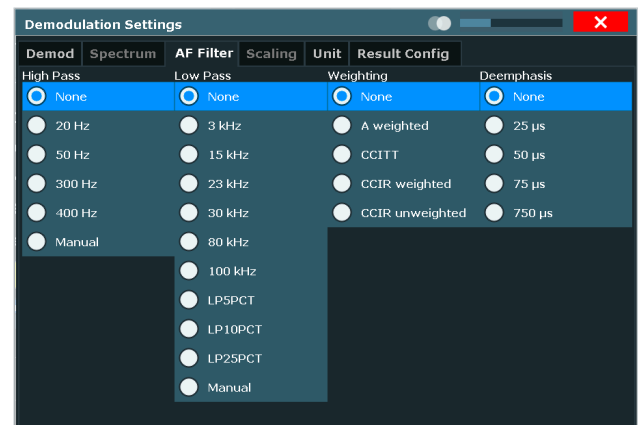 Demodulation Settings
Demod Spectrum AF Filter Scaling Unit Result Config
High Pass Low Pass Weighting Deemphasis
None None None None
20 Hz 3 kHz A weighted 25 µs
50 Hz 15 kHz CCITT 50 µs
300 Hz 23 kHz CCIR weighted 75 µs
400 Hz 30 kHz CCIR unweighted 750 µs
Manual 80 kHz
100 kHz
LP5PCT
LP10PCT
LP25PCT
Manual